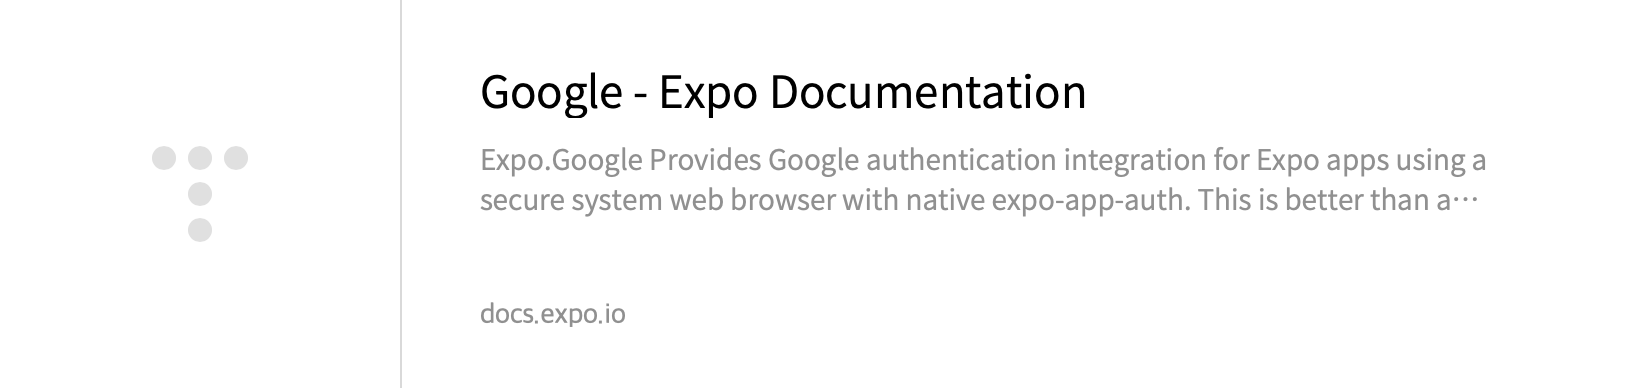 Google - Expo Documentation
Expo.Google Provides Google authentication integration for Expo apps using a
secure system web browser with native expo-app-auth. This is better than a…
docs.expo.io